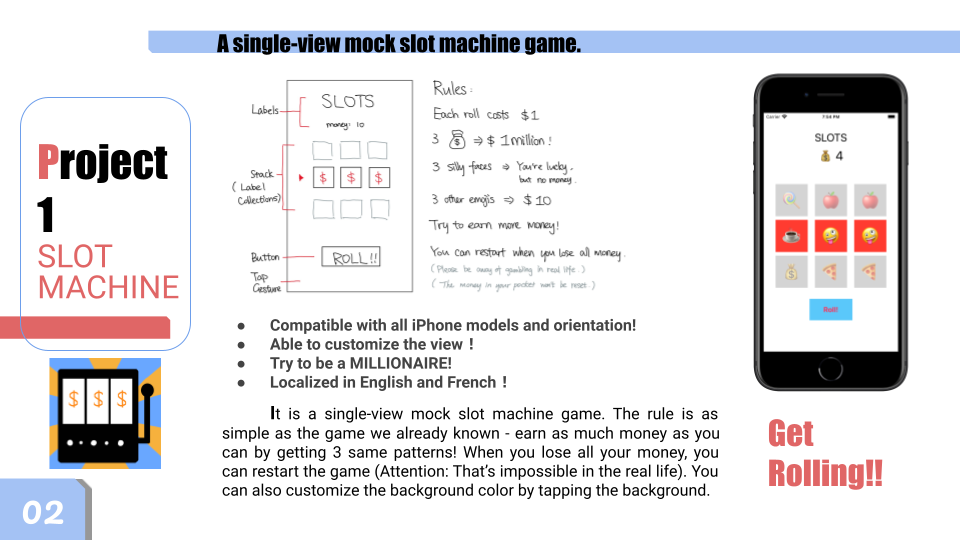 A single-view mock slot machine game.
Project
1
SLOT
MACHINE
Labels
SLOTS
money: 10
Stack
( Label
Collections)
$ $ $
Button
ROLL!!
Tap
Gesture
Rules:
Each roll costs $1
3 💰 ⇒ $ 1 million!
3 silly faces ⇒ You're lucky,
but no money.
3 other emojis ⇒ $10
Try to earn more money!
You can restart when you lose all money.
(Please be away of gambling in real life.)
( The money in your pocket won't be reset.)
Carrier
7:58 PM
SLOTS
💰 4
Roll!
● Compatible with all iPhone models and orientation!
● Able to customize the view！
● Try to be a MILLIONAIRE!
● Localized in English and French！
It is a single-view mock slot machine game. The rule is as
simple as the game we already known - earn as much money as you
can by getting 3 same patterns! When you lose all your money, you
can restart the game (Attention: That's impossible in the real life). You
can also customize the background color by tapping the background.
$ $ $
Get
Rolling!!
02